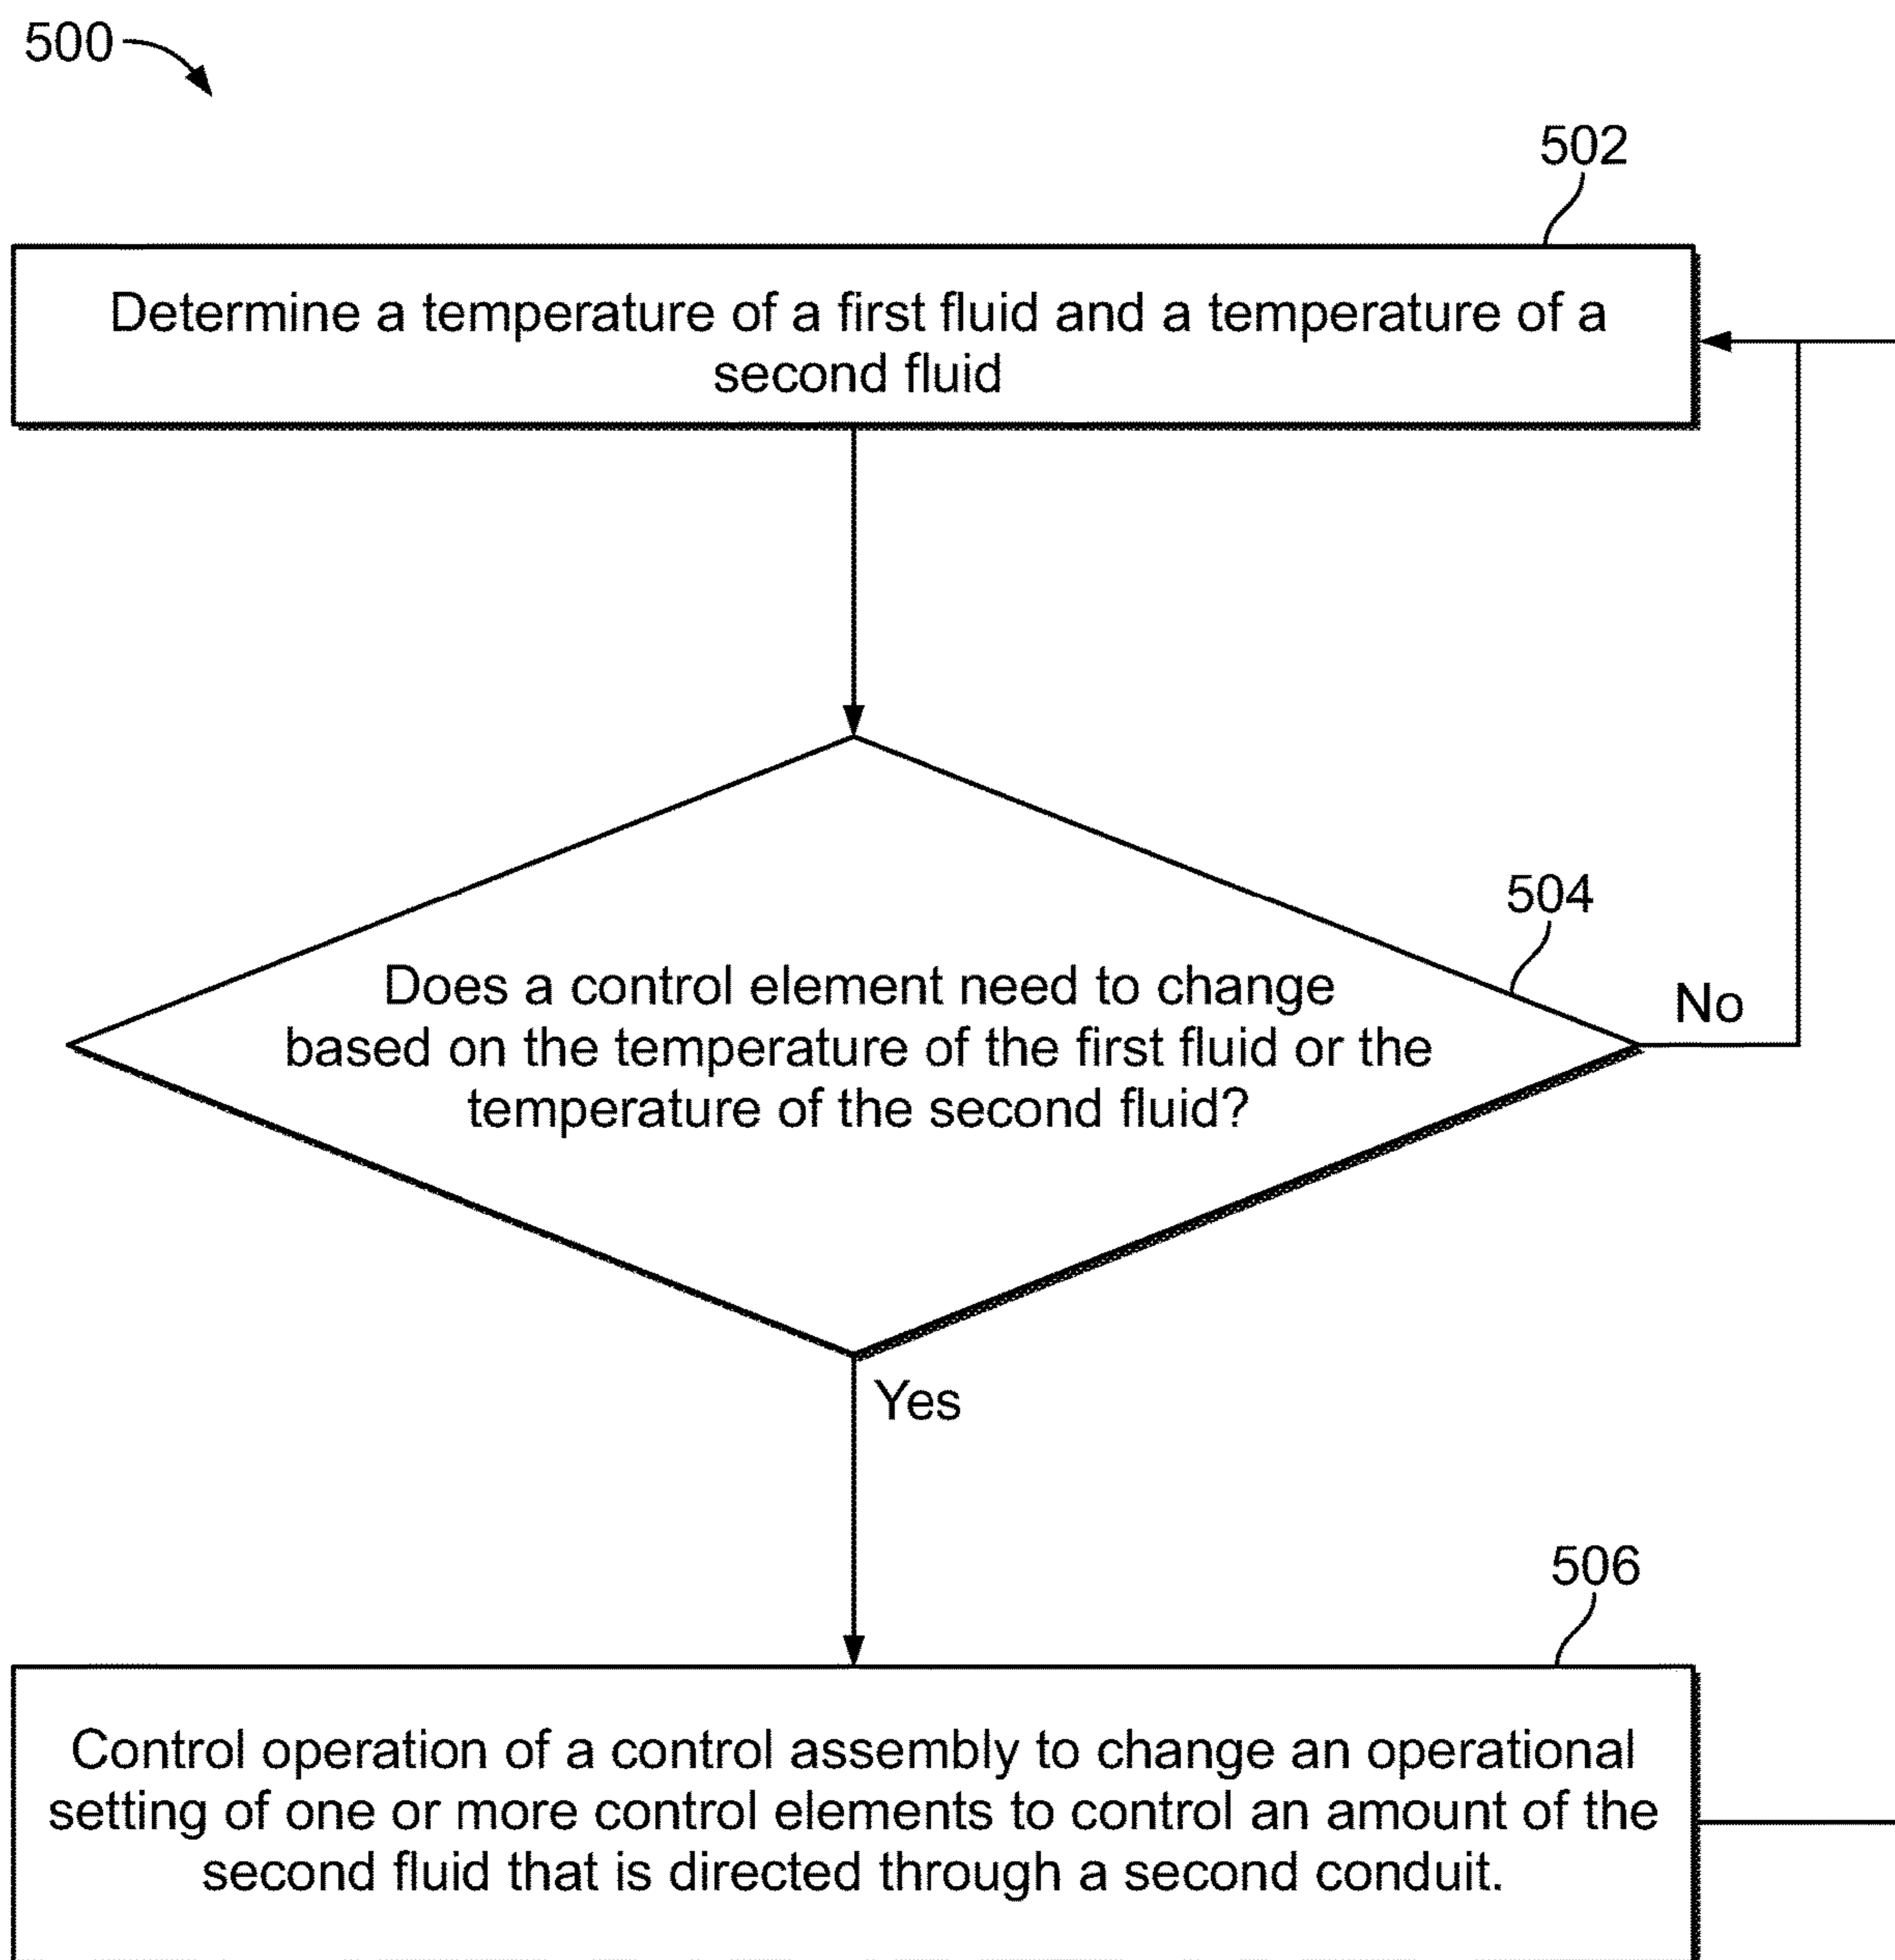 500
502
Determine a temperature of a first fluid and a temperature of a
second fluid
504
Does a control element need to change
based on the temperature of the first fluid or the
temperature of the second fluid?
No
Yes
506
Control operation of a control assembly to change an operational
setting of one or more control elements to control an amount of the
second fluid that is directed through a second conduit.